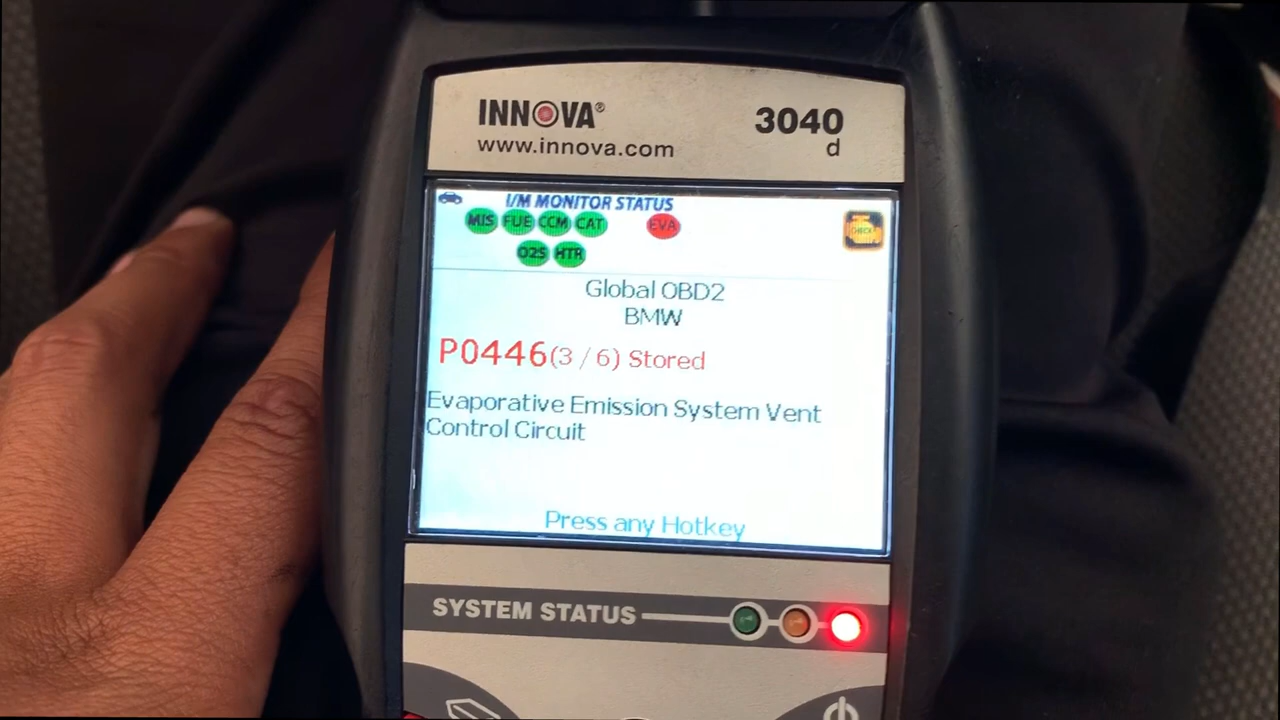 INNOVA®
3040
www.innova.com
d
I/M MONITOR STATUS
MIS FUE CCM CAT EVA
CHECK
O2S HTR
Global OBD2
BMW
P0446(3 / 6) Stored
Evaporative Emission System Vent
Control Circuit
Press any Hotkey
SYSTEM STATUS